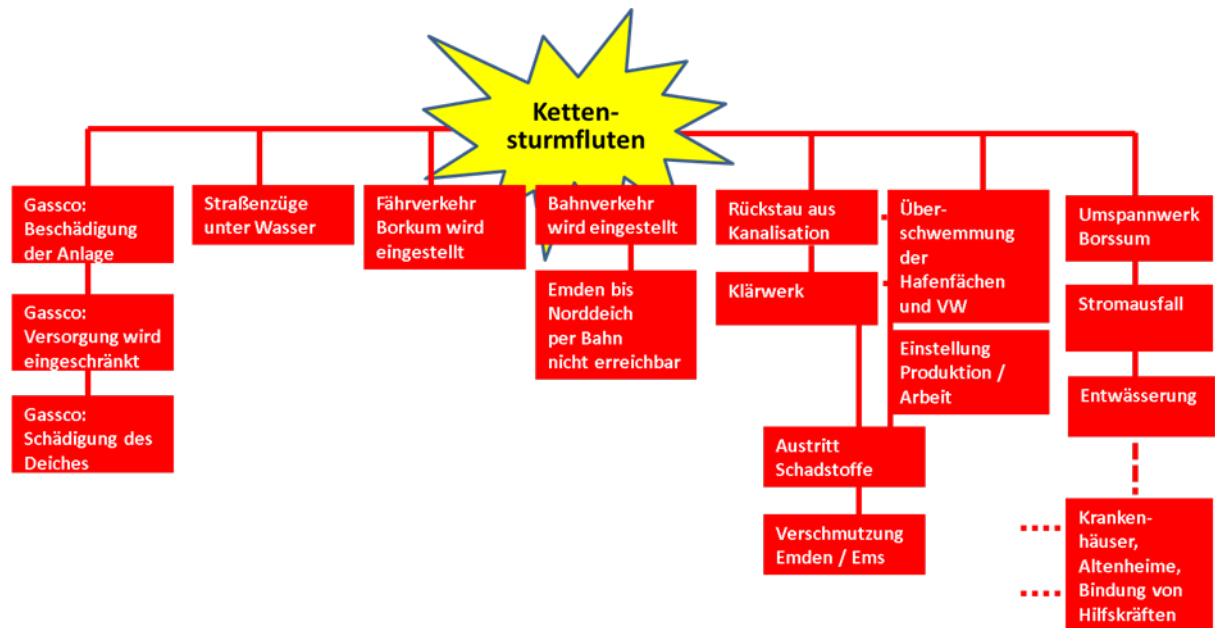 Ketten-
sturmfluten
Gassco:
Beschädigung
der Anlage
Gassco:
Versorgung wird
eingeschränkt
Gassco:
Schädigung des
Deiches
Straßenzüge
unter Wasser
Fährverkehr
Borkum wird
eingestellt
Bahnverkehr
wird eingestellt
Emden bis
Norddeich
per Bahn
nicht erreichbar
Rückstau aus
Kanalisation
Klärwerk
Austritt
Schadstoffe
Verschmutzung
Emden / Ems
Über-
schwemmung
der
Hafenfächen
und VW
Einstellung
Produktion /
Arbeit
Umspannwerk
Borssum
Stromausfall
Entwässerung
Kranken-
häuser,
Altenheime,
Bindung von
Hilfskräften